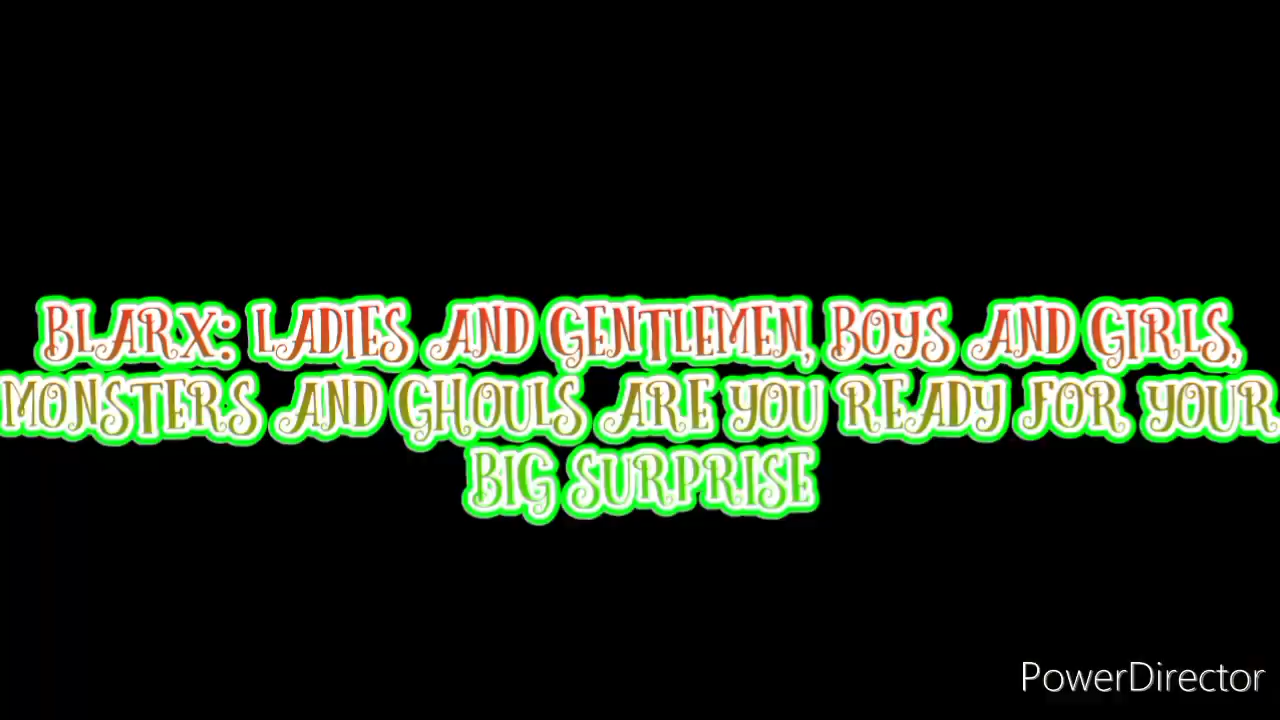 BLARX: LADIES AND GENTLEMEN, BOYS AND GIRLS,
MONSTERS AND GHOULS ARE YOU READY FOR YOUR
BIG SURPRISE
PowerDirector